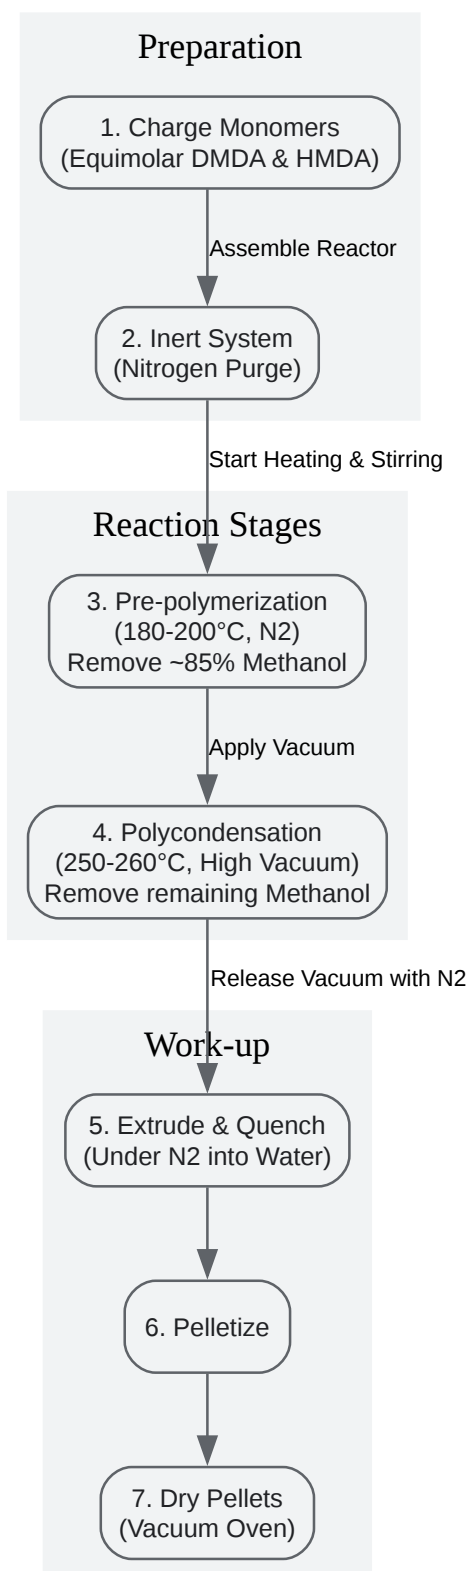 Preparation
1. Charge Monomers
(Equimolar DMDA & HMDA)
Assemble Reactor
2. Inert System
(Nitrogen Purge)
Start Heating & Stirring
Reaction Stages
3. Pre-polymerization
(180-200°C, N2)
Remove ~85% Methanol
Apply Vacuum
4. Polycondensation
(250-260°C, High Vacuum)
Remove remaining Methanol
Release Vacuum with N2
Work-up
5. Extrude & Quench
(Under N2 into Water)
6. Pelletize
7. Dry Pellets
(Vacuum Oven)